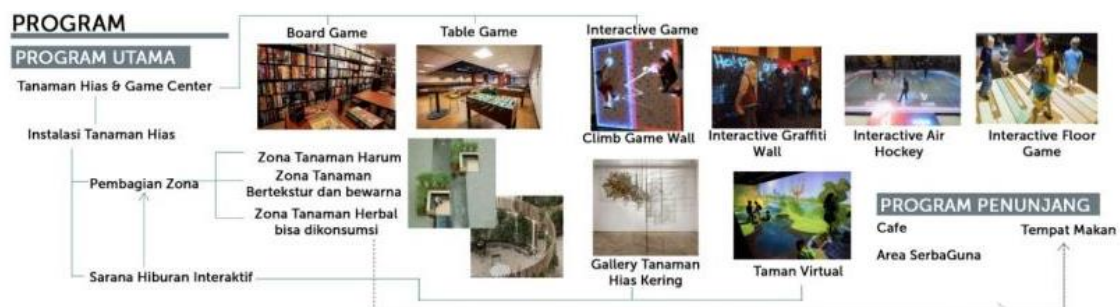 PROGRAM
PROGRAM UTAMA
Tanaman Hias & Game Center
Instalasi Tanaman Hias
Pembagian Zona
Sarana Hiburan Interaktif
Zona Tanaman Harum
Zona Tanaman
Bertekstur dan bewarna
Zona Tanaman Herbal
bisa dikonsumsi
Board Game
Table Game
Interactive Game
Climb Game Wall
Interactive Graffiti
Wall
Interactive Air
Hockey
Interactive Floor
Game
Gallery Tanaman
Hias Kering
Taman Virtual
PROGRAM PENUNJANG
Cafe
Tempat Makan
Area SerbaGuna